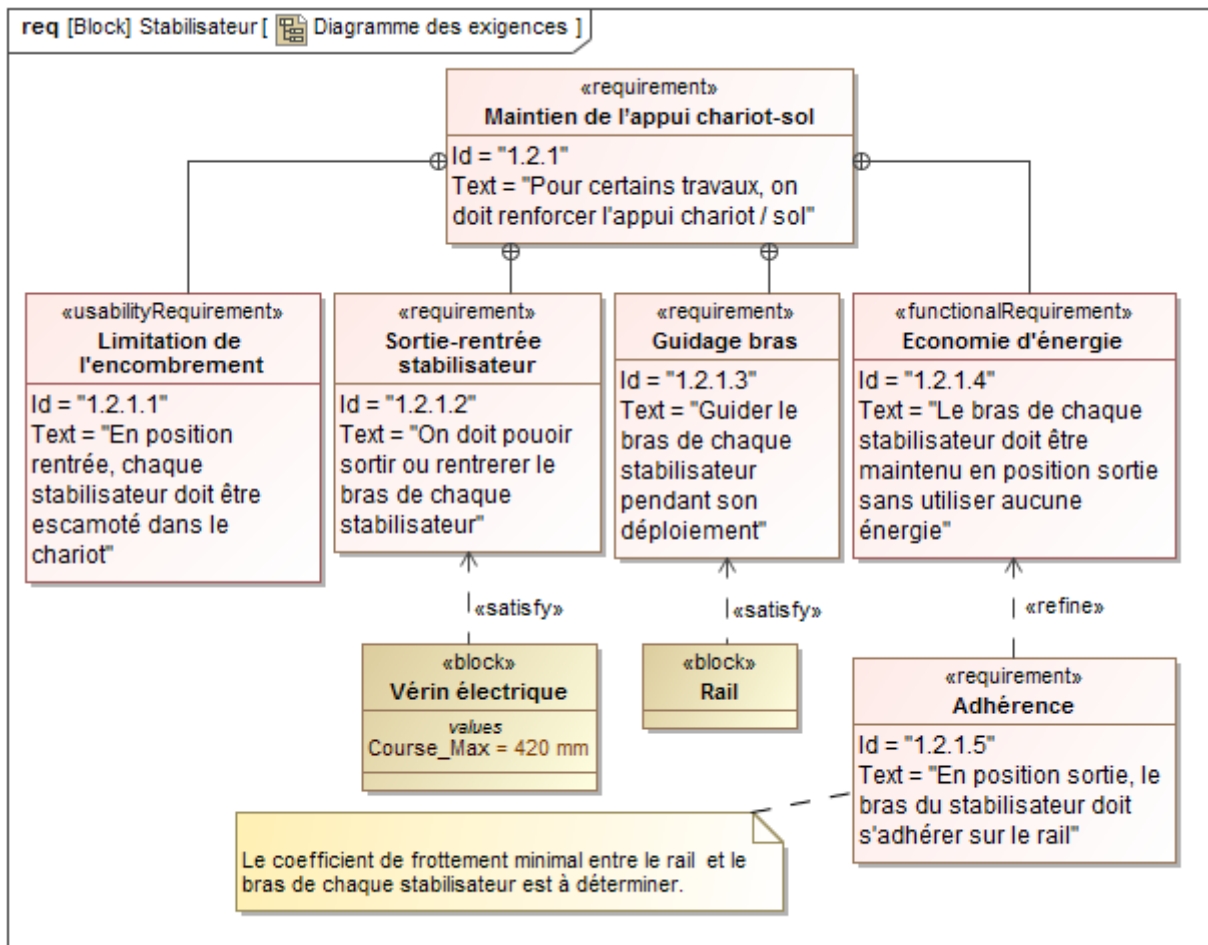 req [Block] Stabilisateur [ Diagramme des exigences ]
«requirement»
Maintien de l'appui chariot-sol
Id = "1.2.1"
Text = "Pour certains travaux, on
doit renforcer l'appui chariot / sol"
«usabilityRequirement»
Limitation de
l'encombrement
Id = "1.2.1.1"
Text = "En position
rentrée, chaque
stabilisateur doit être
escamoté dans le
chariot"
«requirement»
Sortie-rentrée
stabilisateur
Id = "1.2.1.2"
Text = "On doit pouoir
sortir ou rentrerer le
bras de chaque
stabilisateur"
«requirement»
Guidage bras
Id = "1.2.1.3"
Text = "Guider le
bras de chaque
stabilisateur
pendant son
déploiement"
«functionalRequirement»
Economie d'énergie
Id = "1.2.1.4"
Text = "Le bras de chaque
stabilisateur doit être
maintenu en position sortie
sans utiliser aucune
énergie"
«satisfy»
«satisfy»
«refine»
«block»
Vérin électrique
values
Course_Max = 420 mm
«block»
Rail
«requirement»
Adhérence
Id = "1.2.1.5"
Text = "En position sortie, le
bras du stabilisateur doit
s'adhérer sur le rail"
Le coefficient de frottement minimal entre le rail et le
bras de chaque stabilisateur est à déterminer.